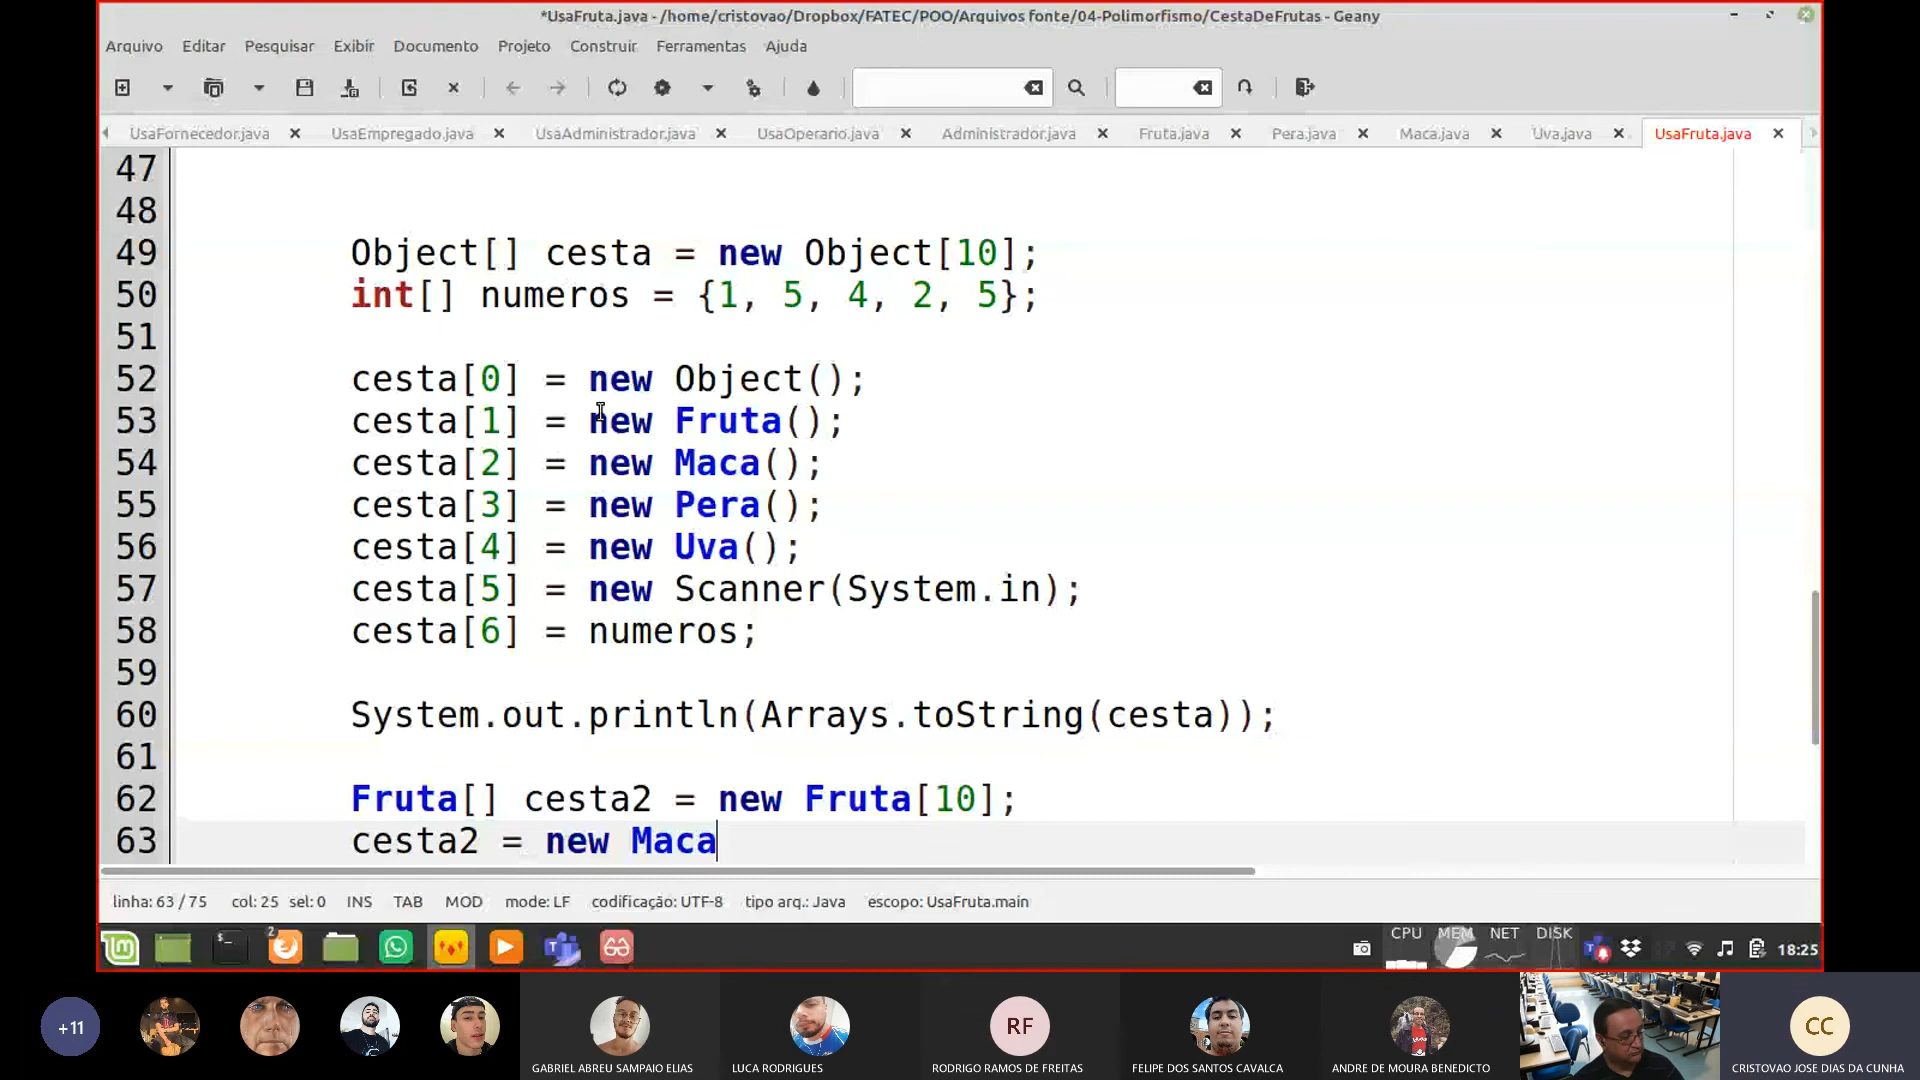 *UsaFruta.java - /home/cristovao/Dropbox/FATEC/POO/Arquivos fonte/04-Polimorfismo/CestaDeFrutas - Geany
Arquivo Editar Pesquisar Exibir Documento Projeto Construir Ferramentas Ajuda
UsaFornecedor.java UsaEmpregado.java UsaAdministrador.java UsaOperario.java Administrador.java Fruta.java Pera.java Maca.java Uva.java UsaFruta.java
47
48
49 Object[] cesta = new Object[10];
50 int[] numeros = {1, 5, 4, 2, 5};
51
52 cesta[0] = new Object();
53 cesta[1] = new Fruta();
54 cesta[2] = new Maca();
55 cesta[3] = new Pera();
56 cesta[4] = new Uva();
57 cesta[5] = new Scanner(System.in);
58 cesta[6] = numeros;
59
60 System.out.println(Arrays.toString(cesta));
61
62 Fruta[] cesta2 = new Fruta[10];
63 cesta2 = new Maca
linha: 63 / 75 col: 25 sel: 0 INS TAB MOD mode: LF codificação: UTF-8 tipo arq.: Java escopo: UsaFruta.main
2 CPU MEM NET DISK 18:25
+11 RF CC
GABRIEL ABREU SAMPAIO ELIAS LUCA RODRIGUES RODRIGO RAMOS DE FREITAS FELIPE DOS SANTOS CAVALCA ANDRE DE MOURA BENEDICTO CRISTOVAO JOSE DIAS DA CUNHA